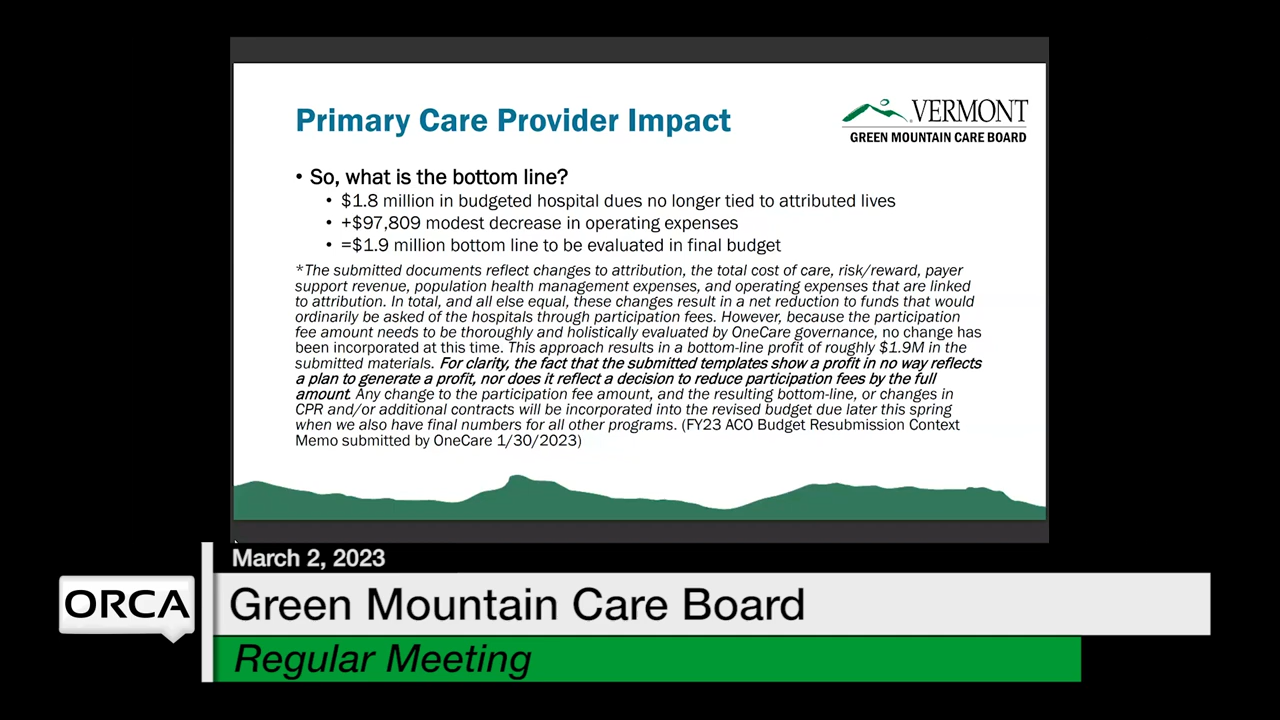 Primary Care Provider Impact
VERMONT
GREEN MOUNTAIN CARE BOARD
• So, what is the bottom line?
• $1.8 million in budgeted hospital dues no longer tied to attributed lives
• +$97,809 modest decrease in operating expenses
• =$1.9 million bottom line to be evaluated in final budget
*The submitted documents reflect changes to attribution, the total cost of care, risk/reward, payer
support revenue, population health management expenses, and operating expenses that are linked
to attribution. In total, and all else equal, these changes result in a net reduction to funds that would
ordinarily be asked of the hospitals through participation fees. However, because the participation
fee amount needs to be thoroughly and holistically evaluated by OneCare governance, no change has
been incorporated at this time. This approach results in a bottom-line profit of roughly $1.9M in the
submitted materials. For clarity, the fact that the submitted templates show a profit in no way reflects
a plan to generate a profit, nor does it reflect a decision to reduce participation fees by the full
amount. Any change to the participation fee amount, and the resulting bottom-line, or changes in
CPR and/or additional contracts will be incorporated into the revised budget due later this spring
when we also have final numbers for all other programs. (FY23 ACO Budget Resubmission Context
Memo submitted by OneCare 1/30/2023)
March 2, 2023
ORCA
Green Mountain Care Board
Regular Meeting